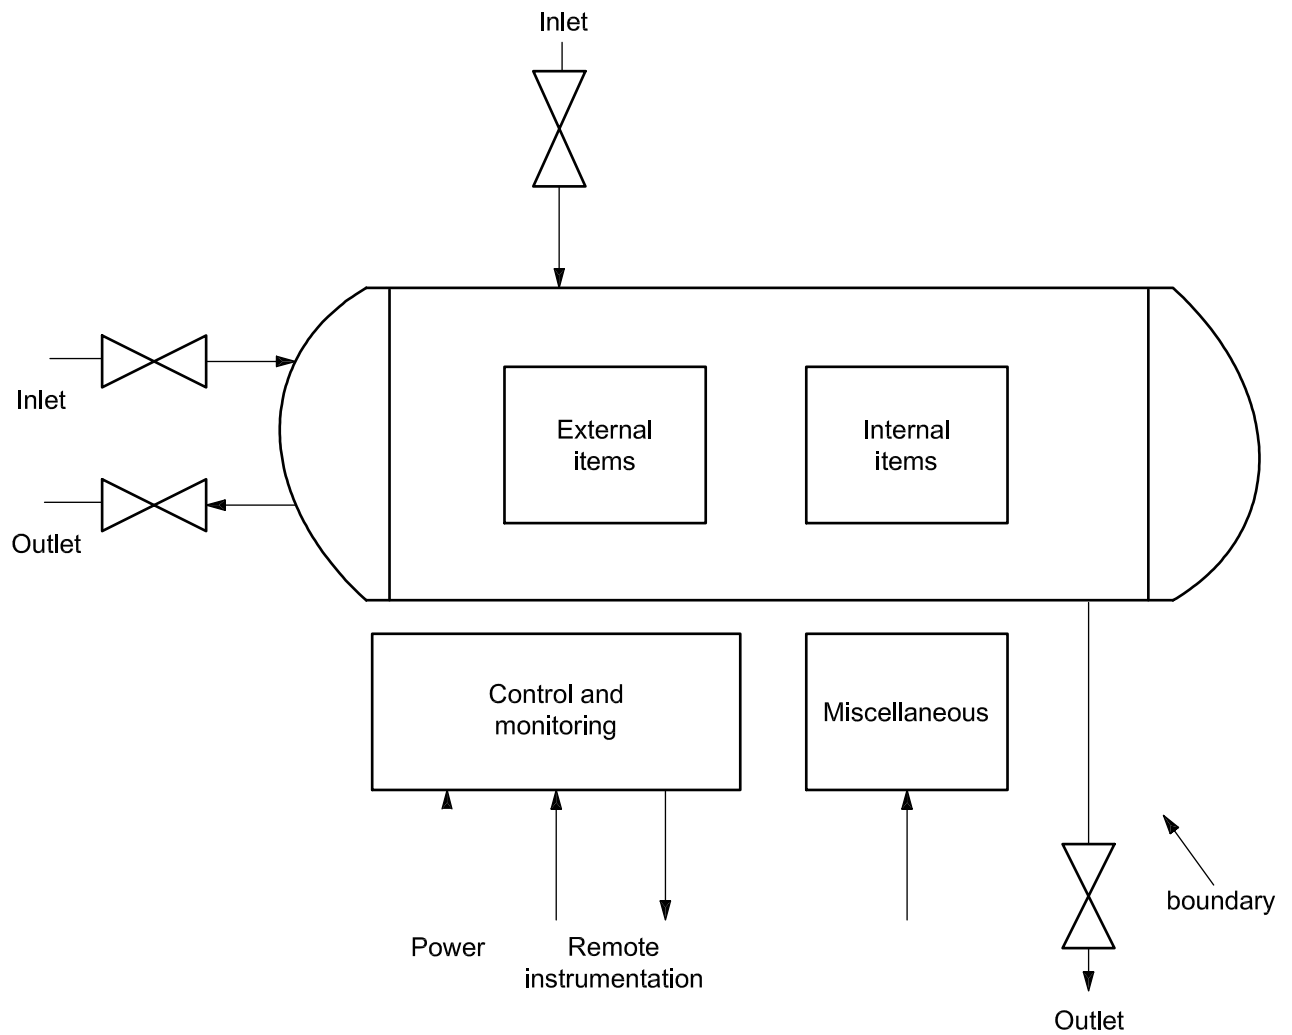 Inlet
Inlet
External
items
Internal
items
Outlet
Control and
monitoring
Miscellaneous
boundary
Power
Remote
instrumentation
Outlet